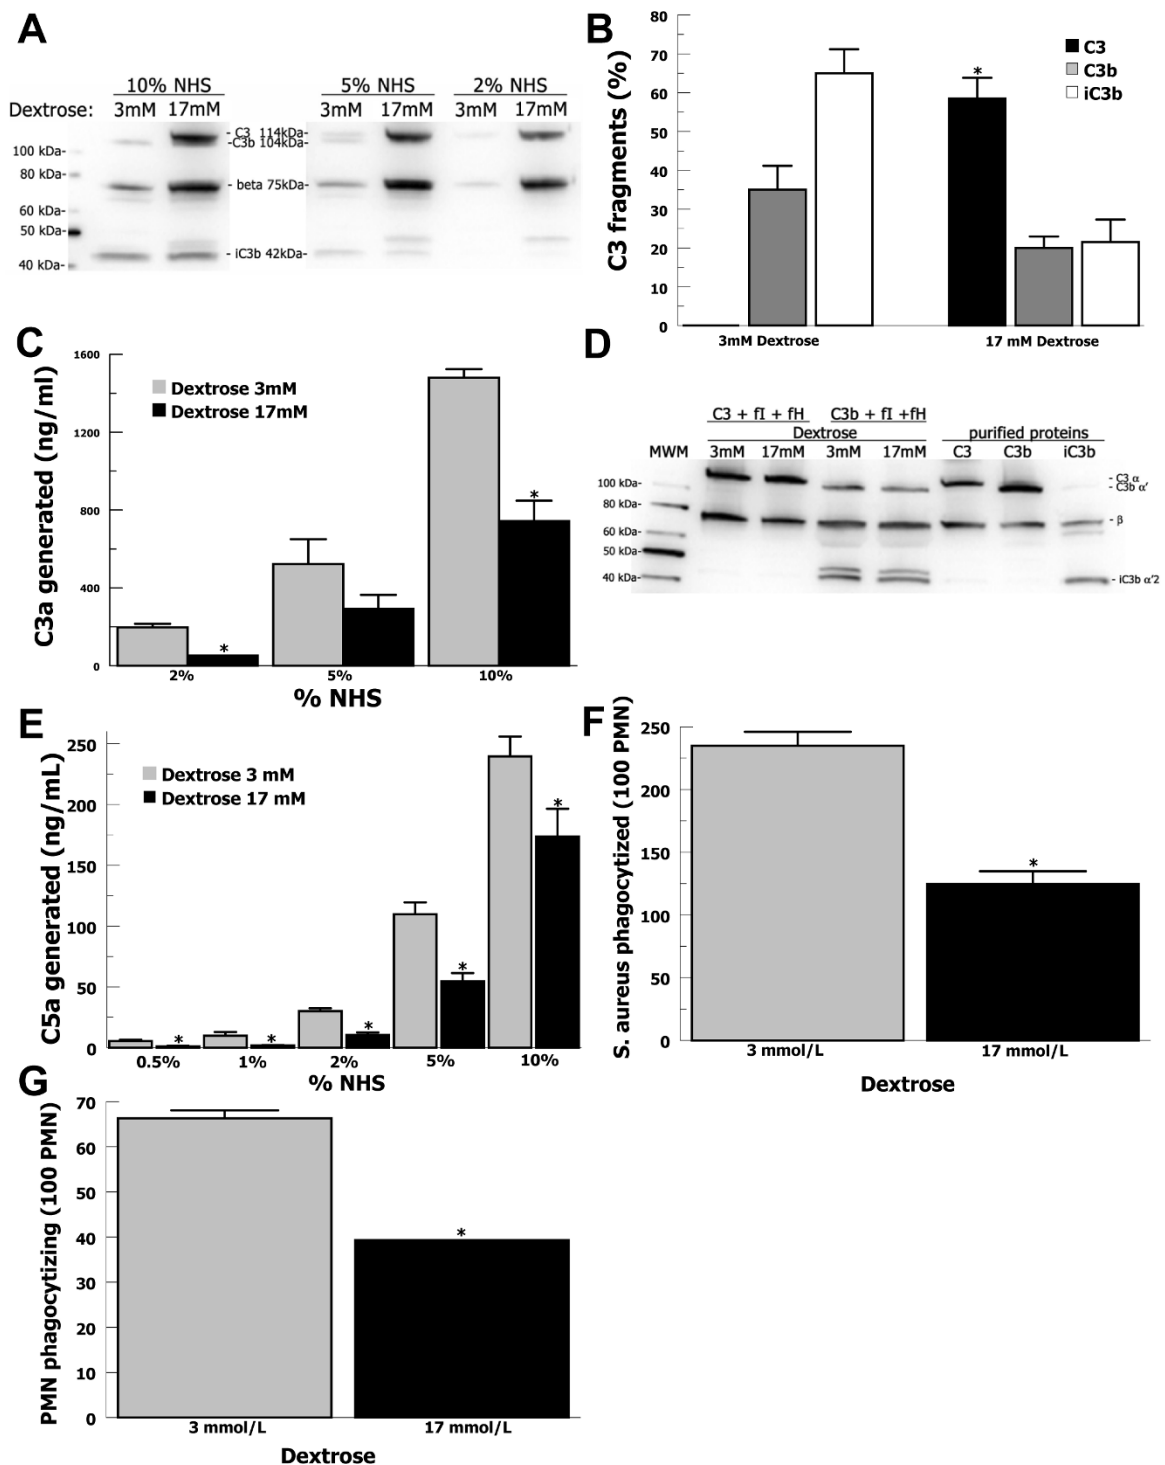 A
10% NHS 5% NHS 2% NHS
Dextrose: 3mM 17mM 3mM 17mM 3mM 17mM
- C3 114kDa-
-C3b 104kDa-
100 kDa-
80 kDa-
- beta 75kDa-
60 kDa-
50 kDa-
- iC3b 42kDa-
40 kDa-
B
C3 fragments (%)
80
70
60
50
40
30
20
10
0
*
C3
C3b
iC3b
3mM Dextrose 17 mM Dextrose
C
C3a generated (ng/ml)
1600
1200
800
400
0
Dextrose 3mM
Dextrose 17mM
* *
2% 5% 10%
% NHS
D
C3 + fI + fH C3b + fI +fH
Dextrose purified proteins
MWM 3mM 17mM 3mM 17mM C3 C3b iC3b
100 kDa-
80 kDa-
60 kDa-
50 kDa-
40 kDa-
- C3 α
- C3b α'
- β
- iC3b α'2
E
C5a generated (ng/mL)
250
200
150
100
50
0
Dextrose 3 mM
Dextrose 17 mM
* * * * *
0.5% 1% 2% 5% 10%
% NHS
F
S. aureus phagocytized (100 PMN)
250
200
150
100
50
0
*
3 mmol/L 17 mmol/L
Dextrose
G
PMN phagocytizing (100 PMN)
70
60
50
40
30
20
10
0
*
3 mmol/L 17 mmol/L
Dextrose